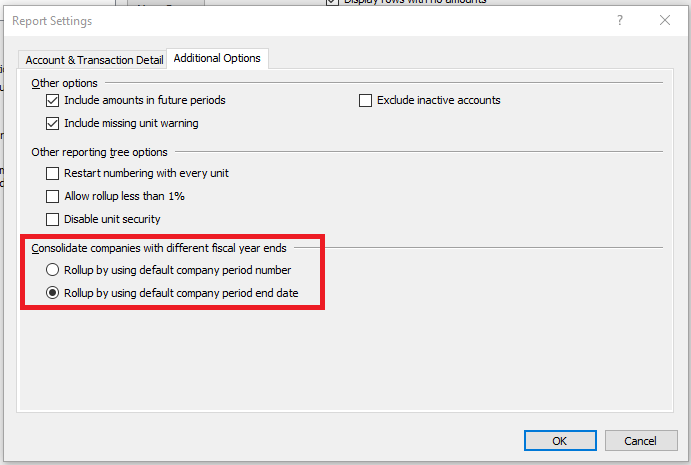 Display rows with no amounts
Report Settings
?
Account & Transaction Detail
Additional Options
Other options
Include amounts in future periods
Exclude inactive accounts
Include missing unit warning
Other reporting tree options
Restart numbering with every unit
Allow rollup less than 1%
Disable unit security
Consolidate companies with different fiscal year ends
Rollup by using default company period number
Rollup by using default company period end date
OK
Cancel